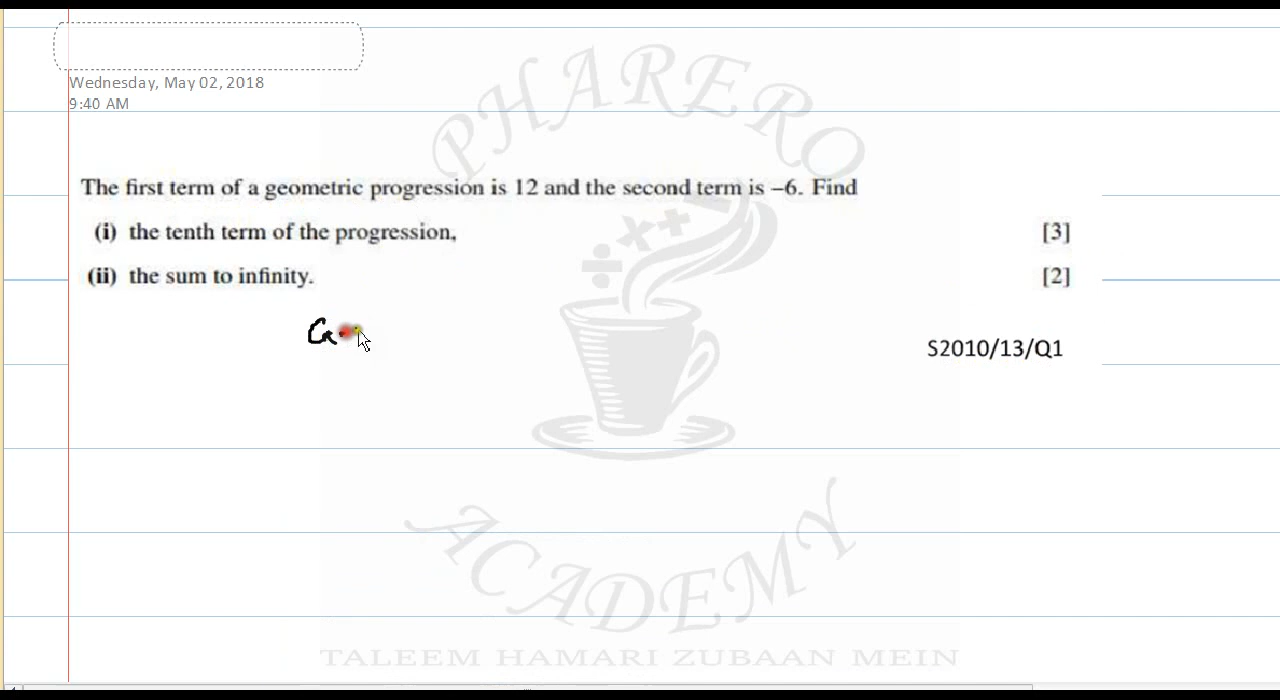 PHARERO
Wednesday, May 02, 2018
9:40 AM
The first term of a geometric progression is 12 and the second term is –6. Find
(i) the tenth term of the progression, [3]
(ii) the sum to infinity. [2]
G
S2010/13/Q1
ACADEMY
TALEEM HAMARI ZUBAAN MEIN